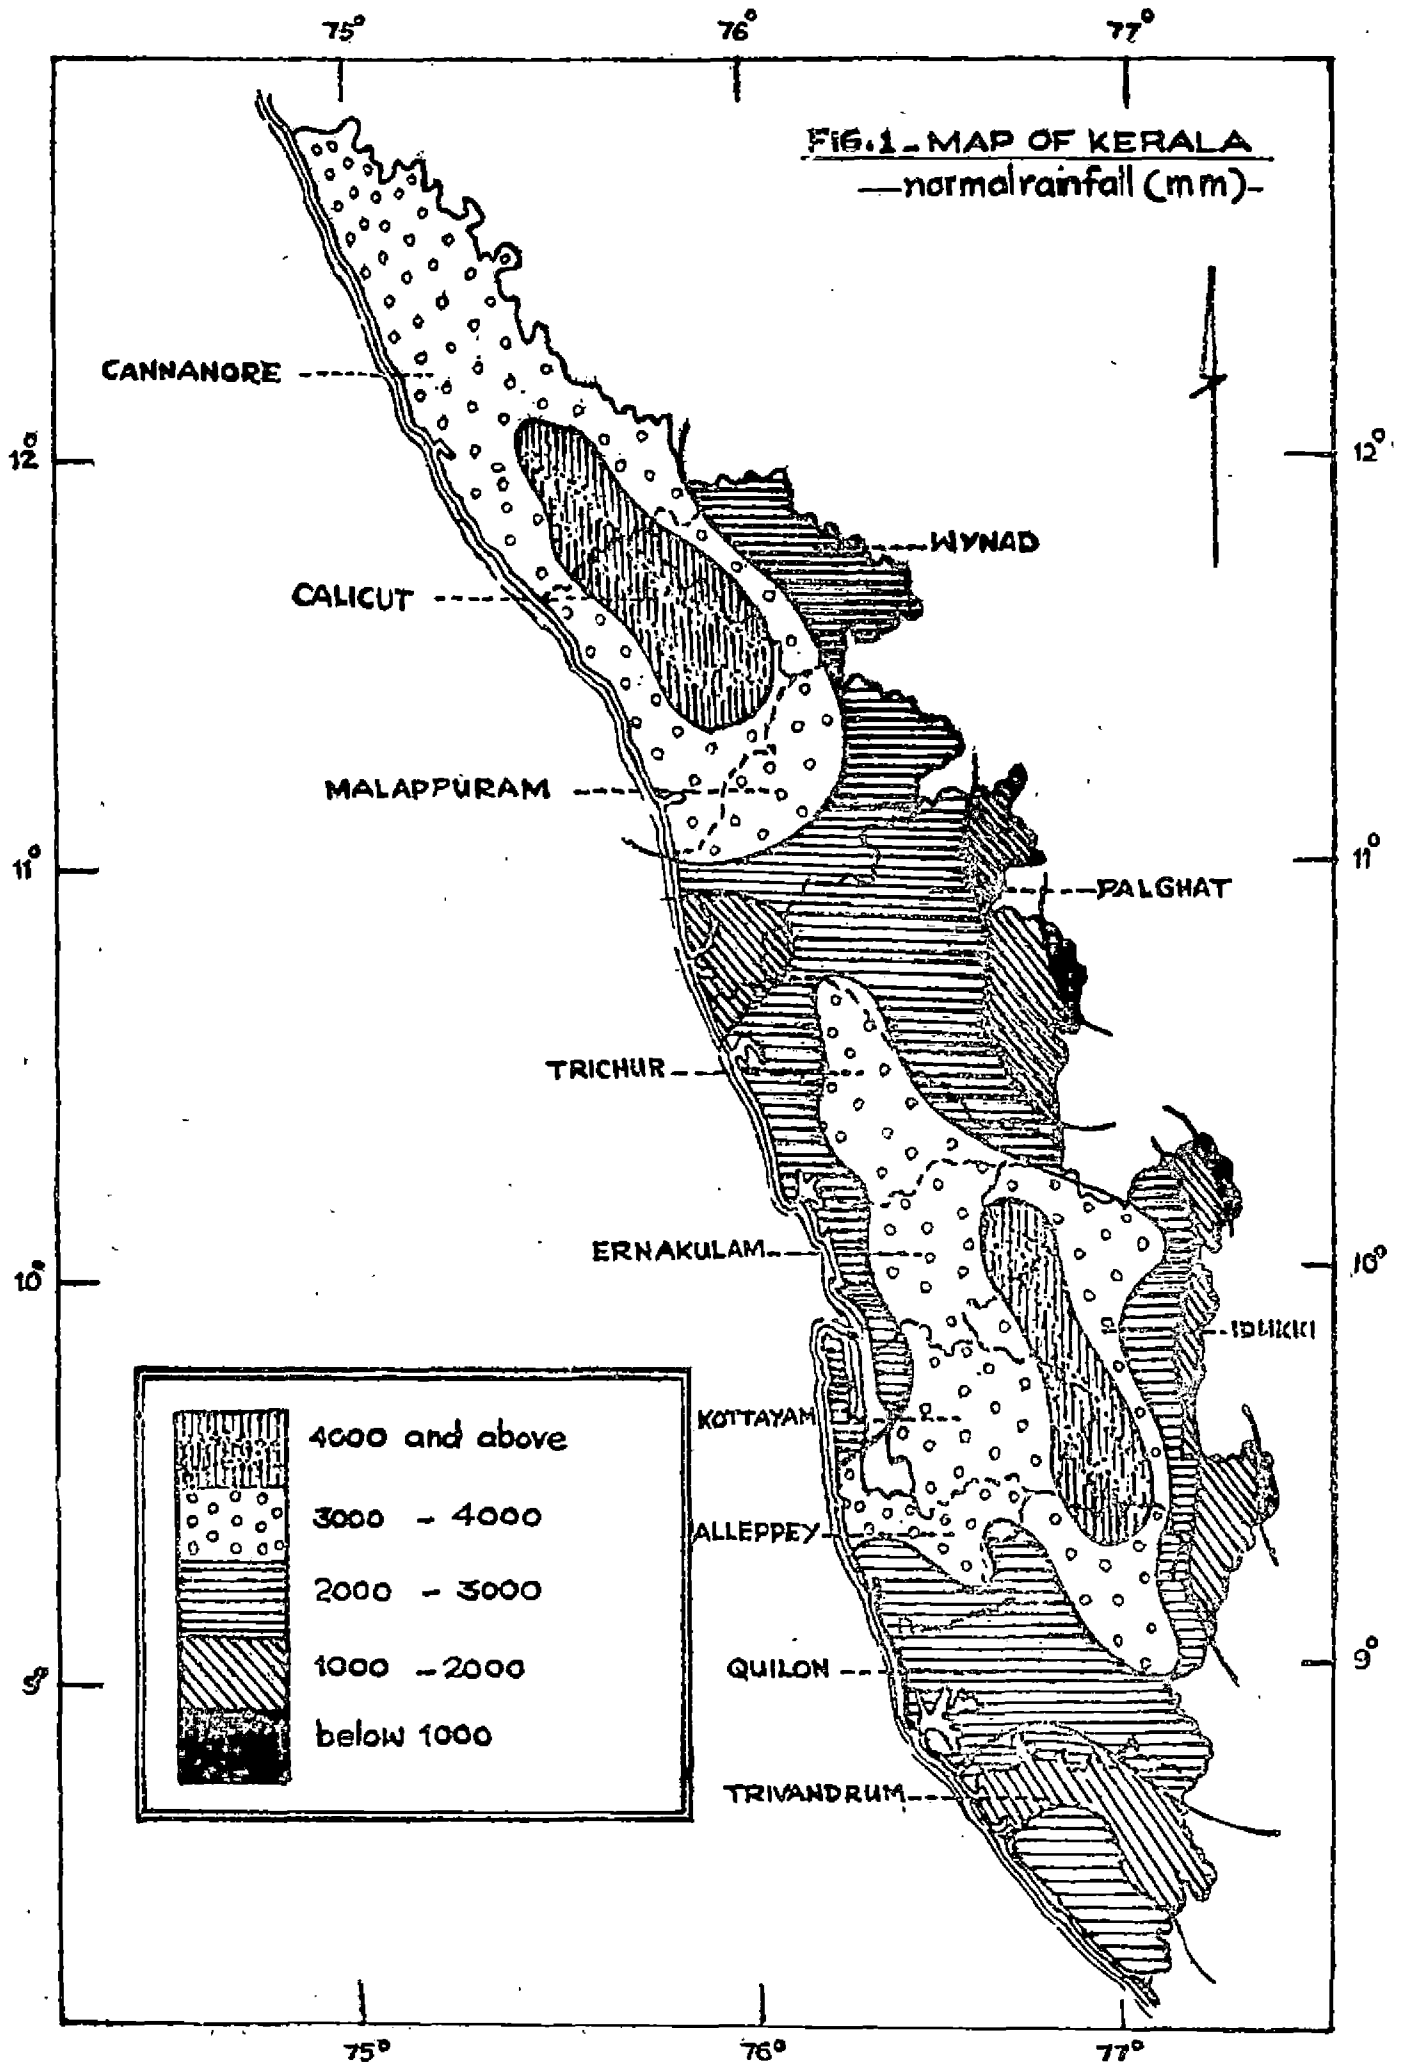 75° 76° 77°
FIG.1 - MAP OF KERALA
—normal rainfall (mm)-
CANNANORE
12° 12°
WYNAD
CALICUT
MALAPPURAM
11° 11°
PALGHAT
TRICHUR
ERNAKULAM
10° 10°
IDUKKI
KOTTAYAM
4000 and above
3000 - 4000
ALLEPPEY
2000 - 3000
1000 - 2000
QUILON
9° 9°
below 1000
TRIVANDRUM
75° 76° 77°